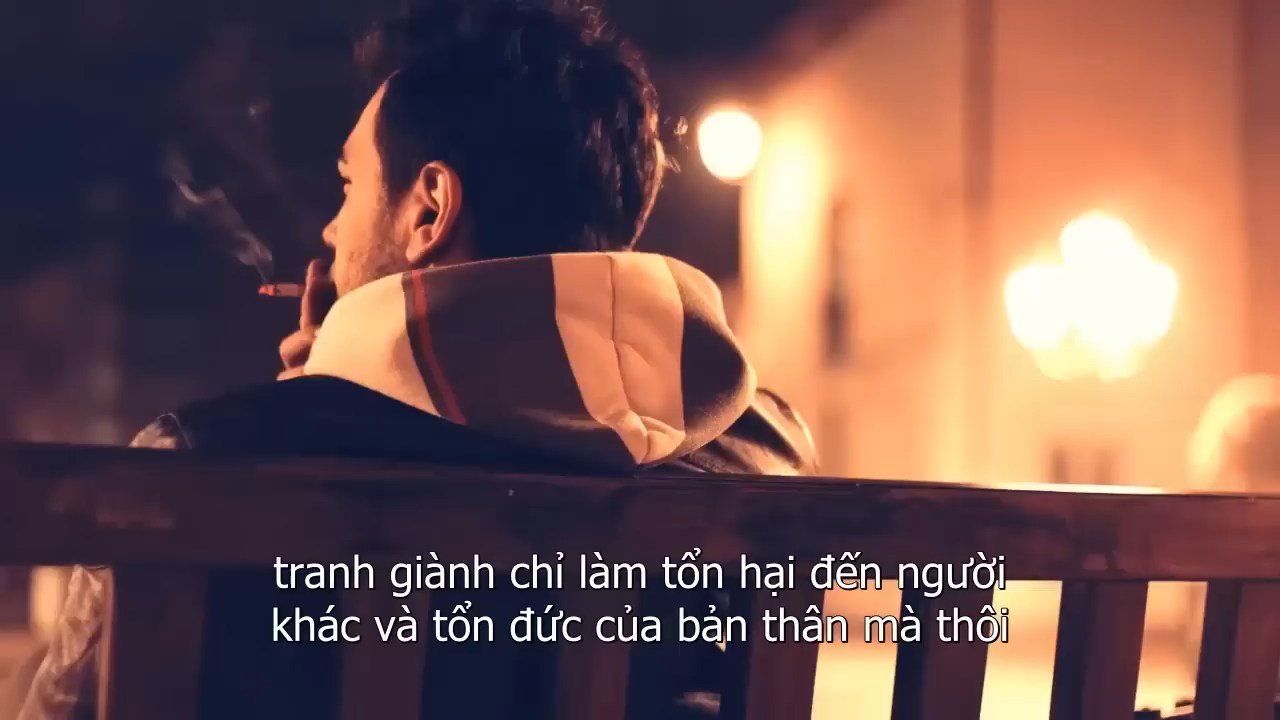 tranh giành chỉ làm tổn hại đến người
khác và tổn đức của bản thân mà thôi